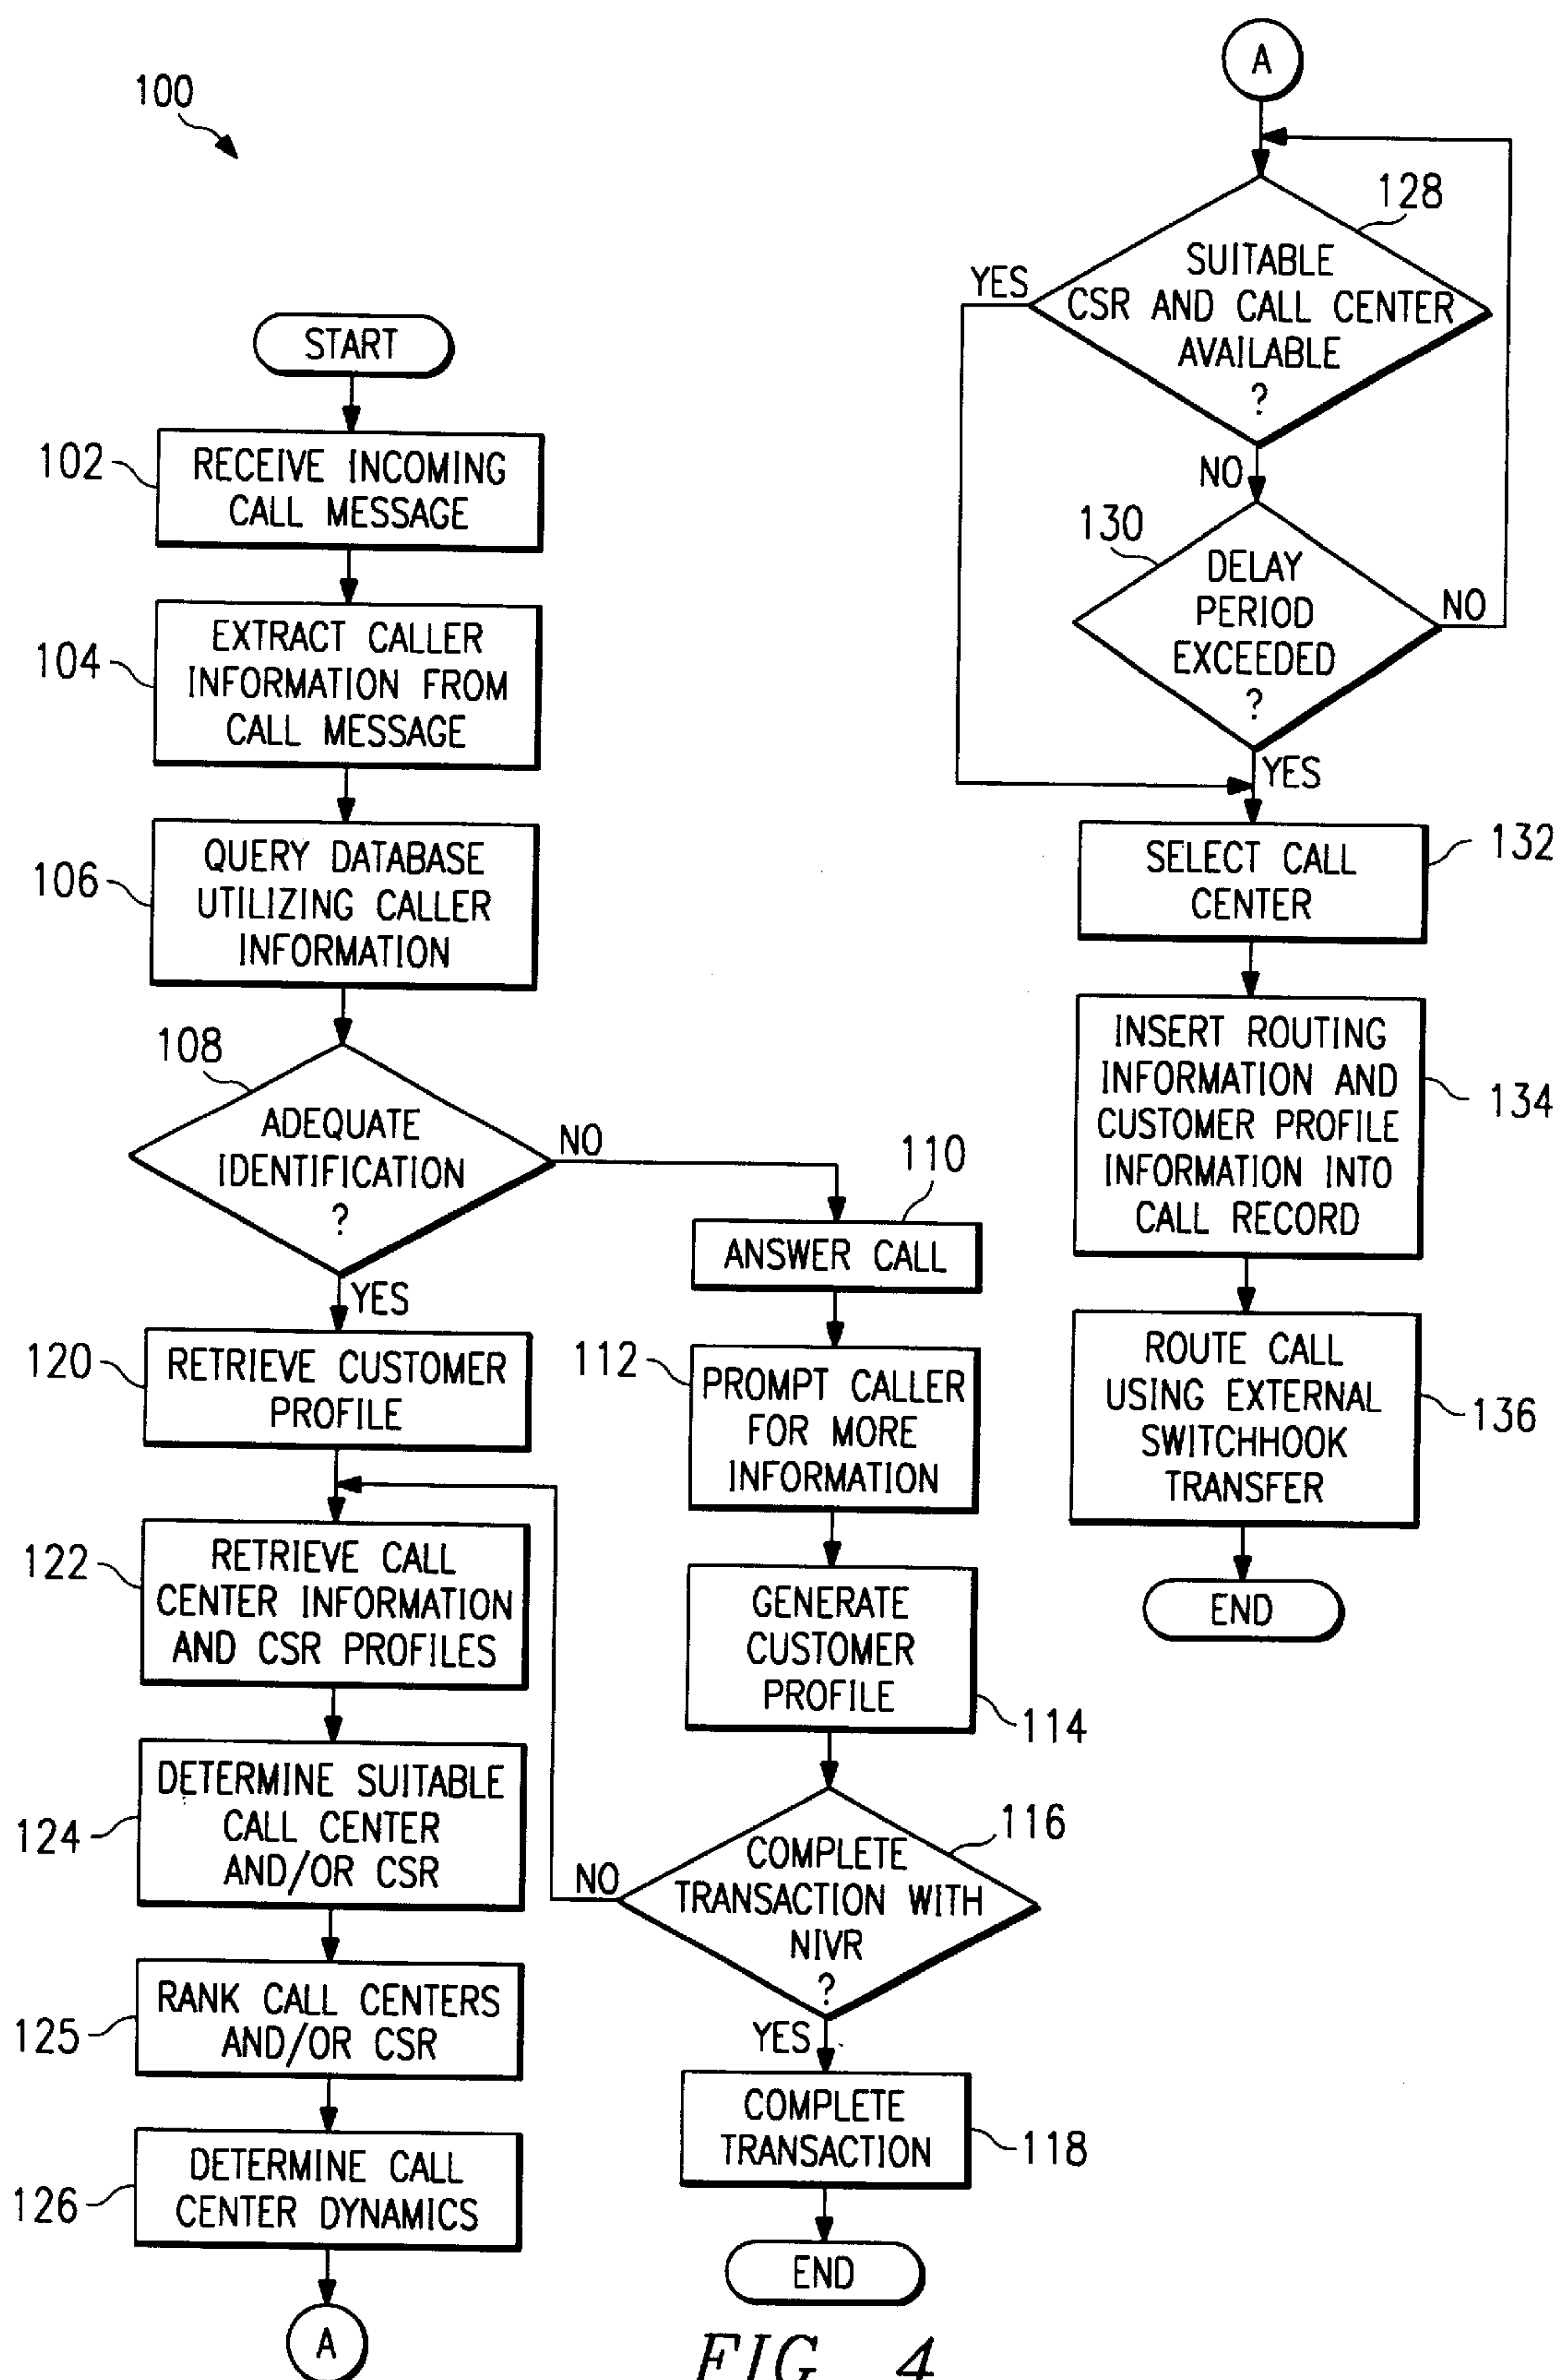 100
START
102
RECEIVE INCOMING
CALL MESSAGE
104
EXTRACT CALLER
INFORMATION FROM
CALL MESSAGE
106
QUERY DATABASE
UTILIZING CALLER
INFORMATION
108
ADEQUATE
IDENTIFICATION
?
NO
YES
120
RETRIEVE CUSTOMER
PROFILE
122
RETRIEVE CALL
CENTER INFORMATION
AND CSR PROFILES
124
DETERMINE SUITABLE
CALL CENTER
AND/OR CSR
125
RANK CALL CENTERS
AND/OR CSR
126
DETERMINE CALL
CENTER DYNAMICS
A
110
ANSWER CALL
112
PROMPT CALLER
FOR MORE
INFORMATION
GENERATE
CUSTOMER
PROFILE
114
116
COMPLETE
TRANSACTION WITH
NIVR
?
NO
YES
COMPLETE
TRANSACTION
118
END
A
128
SUITABLE
CSR AND CALL CENTER
AVAILABLE
?
YES
NO
130
DELAY
PERIOD
EXCEEDED
?
NO
YES
SELECT CALL
CENTER
132
INSERT ROUTING
INFORMATION AND
CUSTOMER PROFILE
INFORMATION INTO
CALL RECORD
134
ROUTE CALL
USING EXTERNAL
SWITCHHOOK
TRANSFER
136
END
FIG. 4